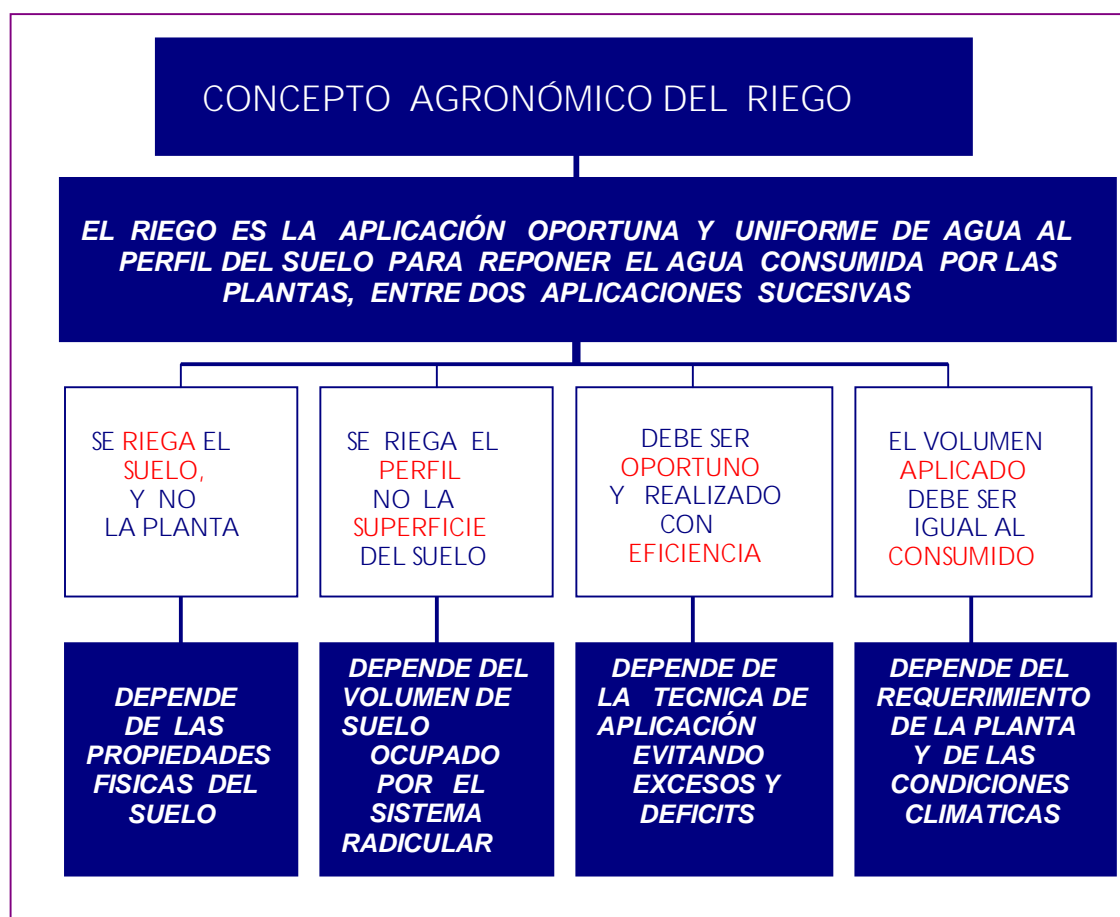 CONCEPTO AGRONÓMICO DEL RIEGO
EL RIEGO ES LA APLICACIÓN OPORTUNA Y UNIFORME DE AGUA AL
PERFIL DEL SUELO PARA REPONER EL AGUA CONSUMIDA POR LAS
PLANTAS, ENTRE DOS APLICACIONES SUCESIVAS
SE RIEGA EL
SUELO,
Y NO
LA PLANTA
SE RIEGA EL
PERFIL
NO LA
SUPERFICIE
DEL SUELO
DEBE SER
OPORTUNO
Y REALIZADO
CON
EFICIENCIA
EL VOLUMEN
APLICADO
DEBE SER
IGUAL AL
CONSUMIDO
DEPENDE
DE LAS
PROPIEDADES
FISICAS DEL
SUELO
DEPENDE DEL
VOLUMEN DE
SUELO
OCUPADO
POR EL
SISTEMA
RADICULAR
DEPENDE DE
LA TECNICA DE
APLICACIÓN
EVITANDO
EXCESOS Y
DEFICITS
DEPENDE DEL
REQUERIMIENTO
DE LA PLANTA
Y DE LAS
CONDICIONES
CLIMATICAS